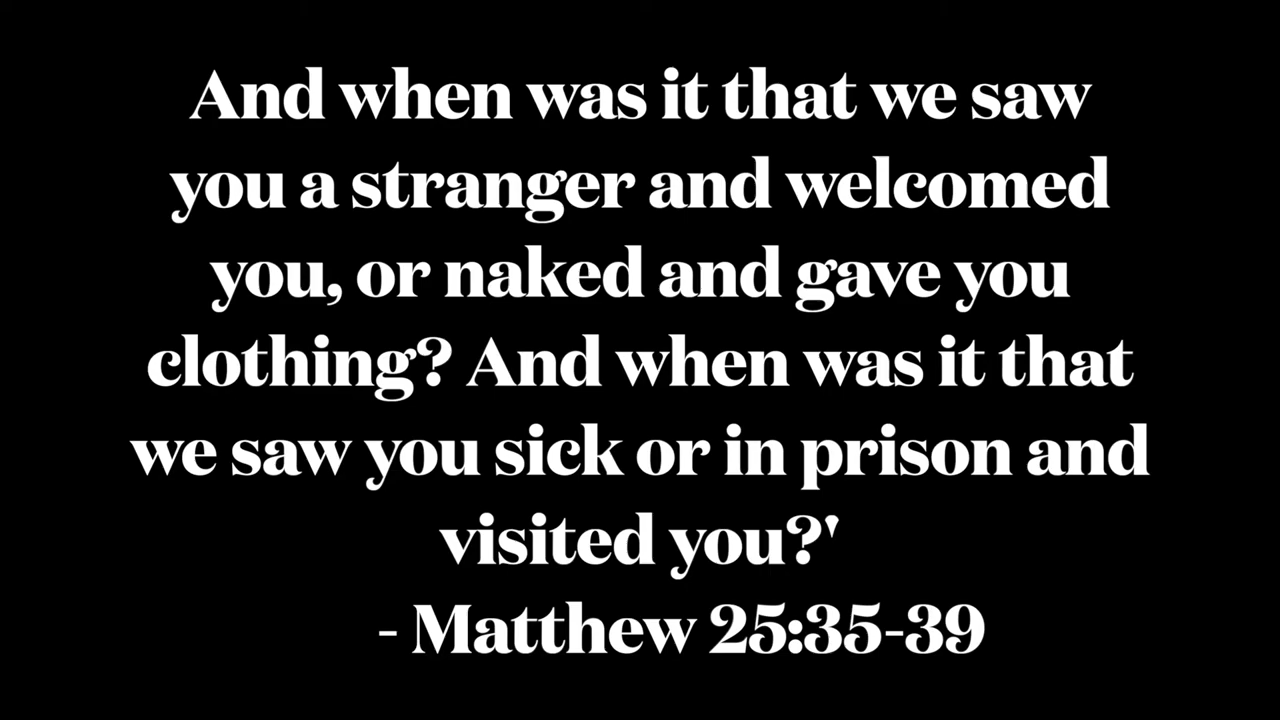 And when was it that we saw
you a stranger and welcomed
you, or naked and gave you
clothing? And when was it that
we saw you sick or in prison and
visited you?'
- Matthew 25:35-39